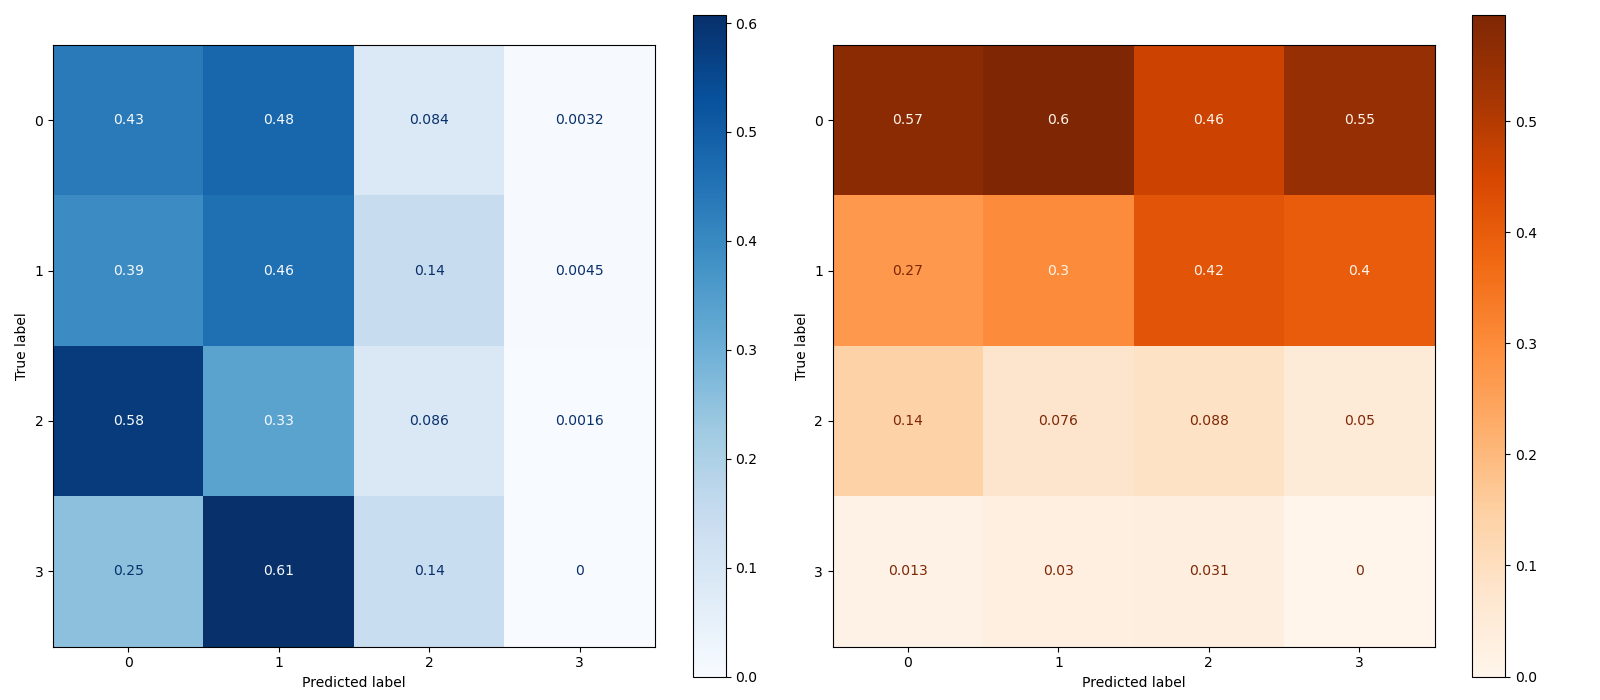 0 0.43 0.48 0.084 0.0032
1 0.39 0.46 0.14 0.0045
2 0.58 0.33 0.086 0.0016
3 0.25 0.61 0.14 0
0 1 2 3
Predicted label
True label
0.6
0.5
0.4
0.3
0.2
0.1
0.0
0 0.57 0.6 0.46 0.55
1 0.27 0.3 0.42 0.4
2 0.14 0.076 0.088 0.05
3 0.013 0.03 0.031 0
0 1 2 3
Predicted label
True label
0.5
0.4
0.3
0.2
0.1
0.0